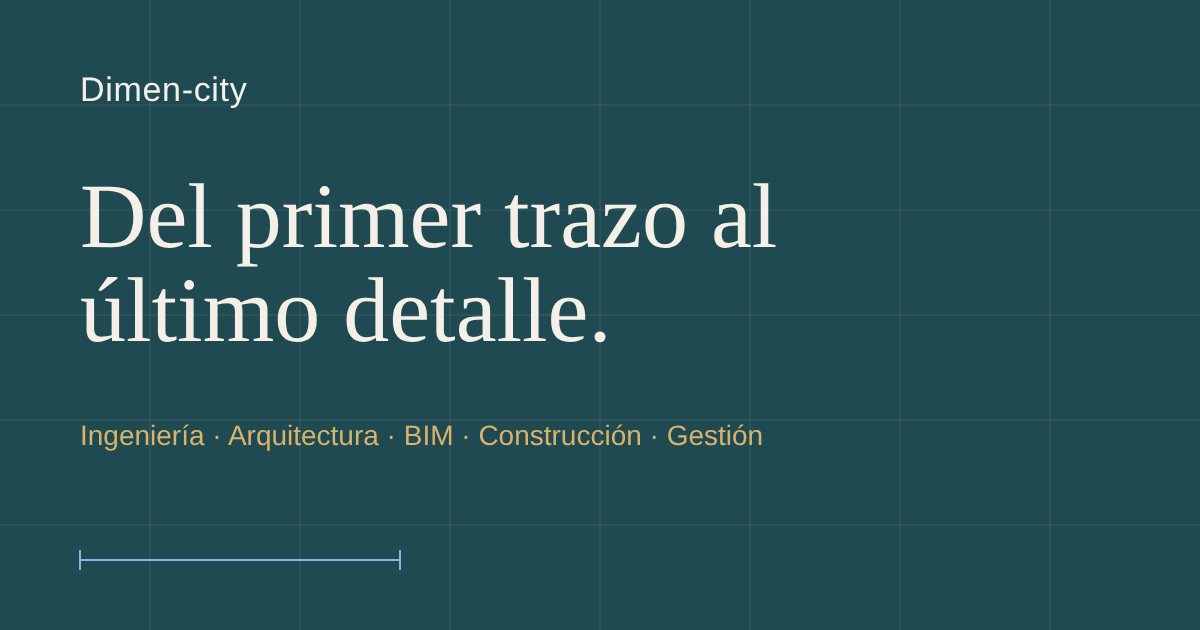 Dimen-city
Del primer trazo al
último detalle.
Ingeniería · Arquitectura · BIM · Construcción · Gestión